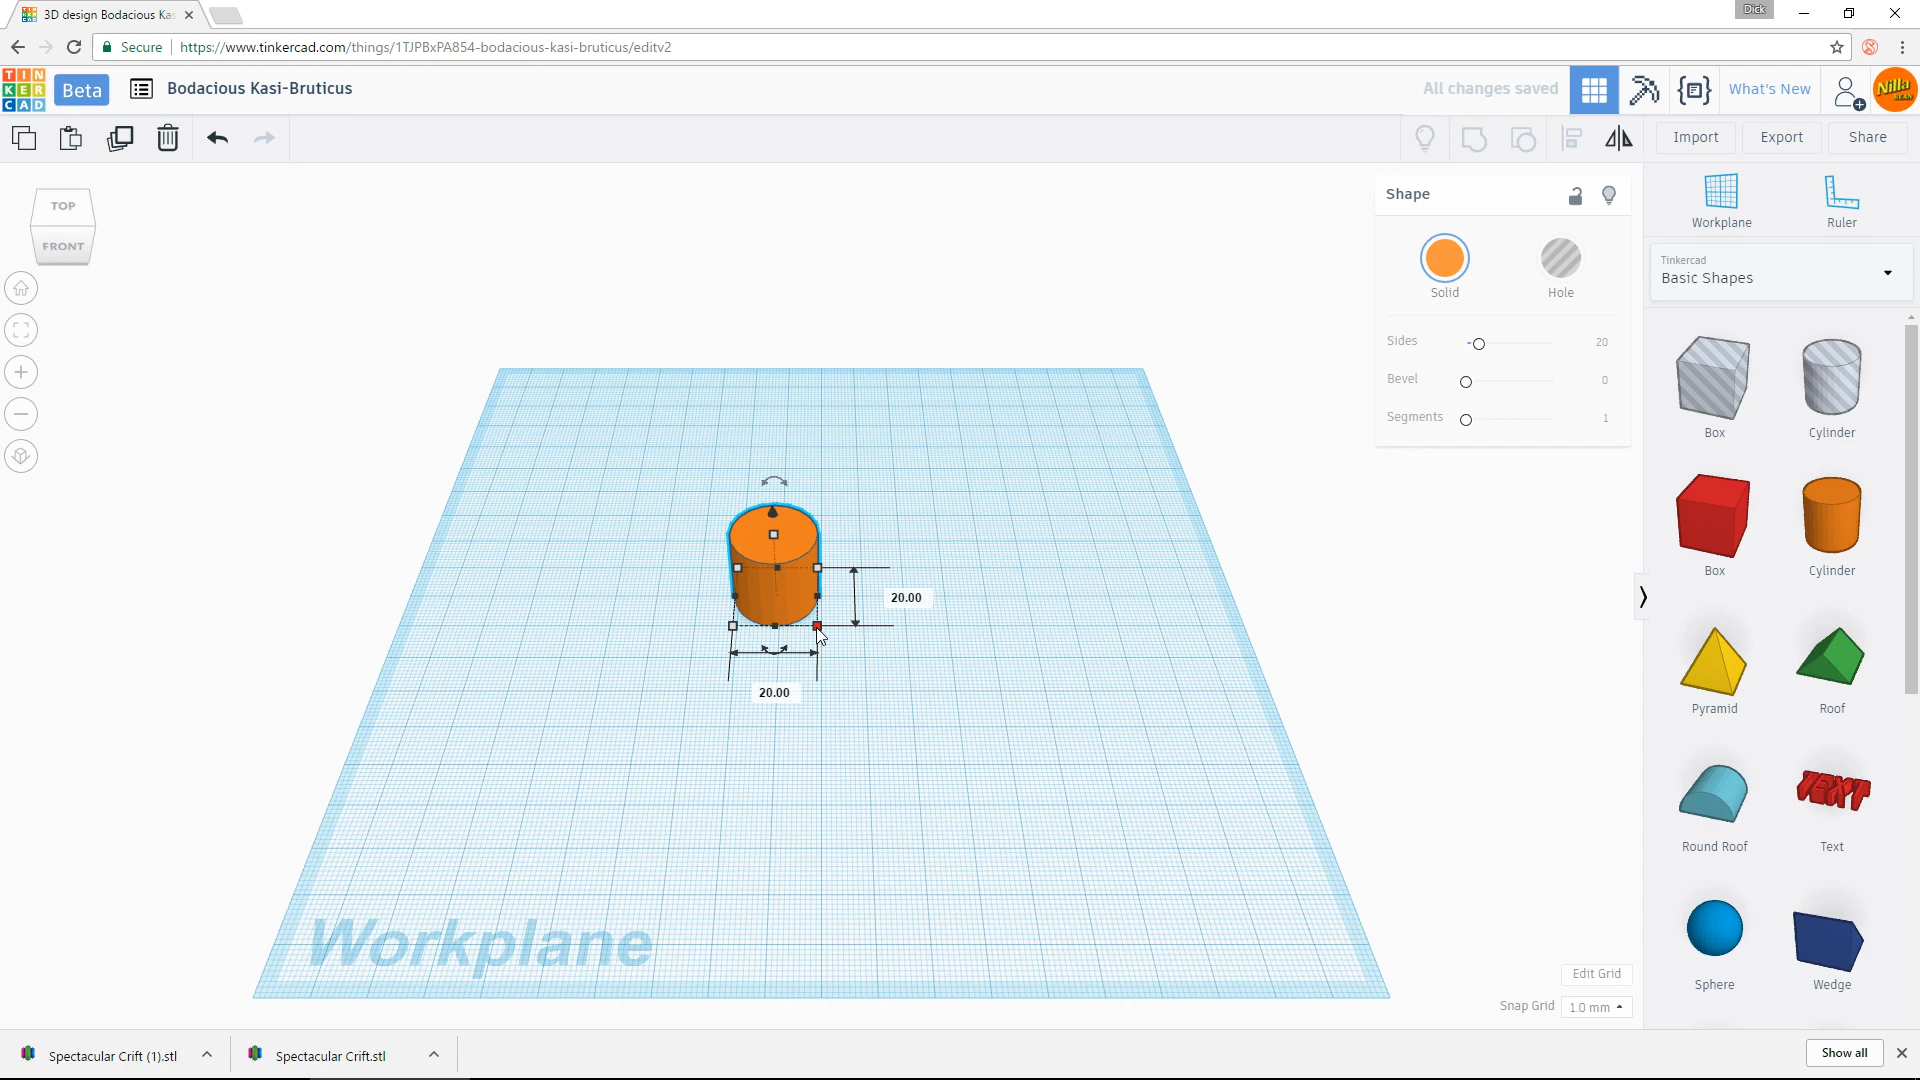 3D design Bodacious Kas
Dick
Secure
https://www.tinkercad.com/things/1TJPBxPA854-bodacious-kasi-bruticus/editv2
TIN
KER
CAD
Beta
Bodacious Kasi-Bruticus
All changes saved
What's New
Nilla
BEAN
Import
Export
Share
TOP
FRONT
Shape
Solid
Hole
Sides
20
Bevel
0
Segments
1
Workplane
Ruler
Tinkercad
Basic Shapes
Box
Cylinder
Box
Cylinder
Pyramid
Roof
Round Roof
TEXT
Text
Sphere
Wedge
20.00
20.00
Workplane
Edit Grid
Snap Grid
1.0 mm
Spectacular Crift (1).stl
Spectacular Crift.stl
Show all